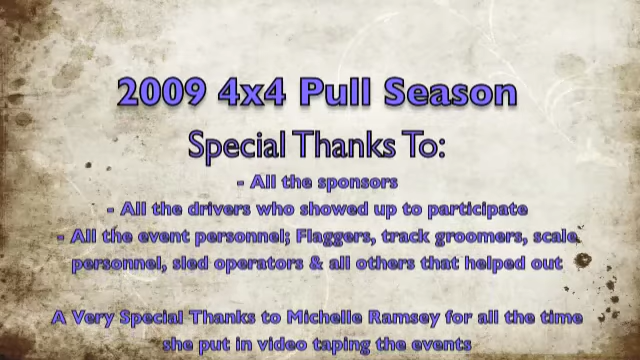 2009 4x4 Pull Season
Special Thanks To:
- All the sponsors
- All the drivers who showed up to participate
- All the event personnel; Flaggers, track groomers, scale
personnel, sled operators & all others that helped out
A Very Special Thanks to Michelle Ramsey for all the time
she put in video taping the events